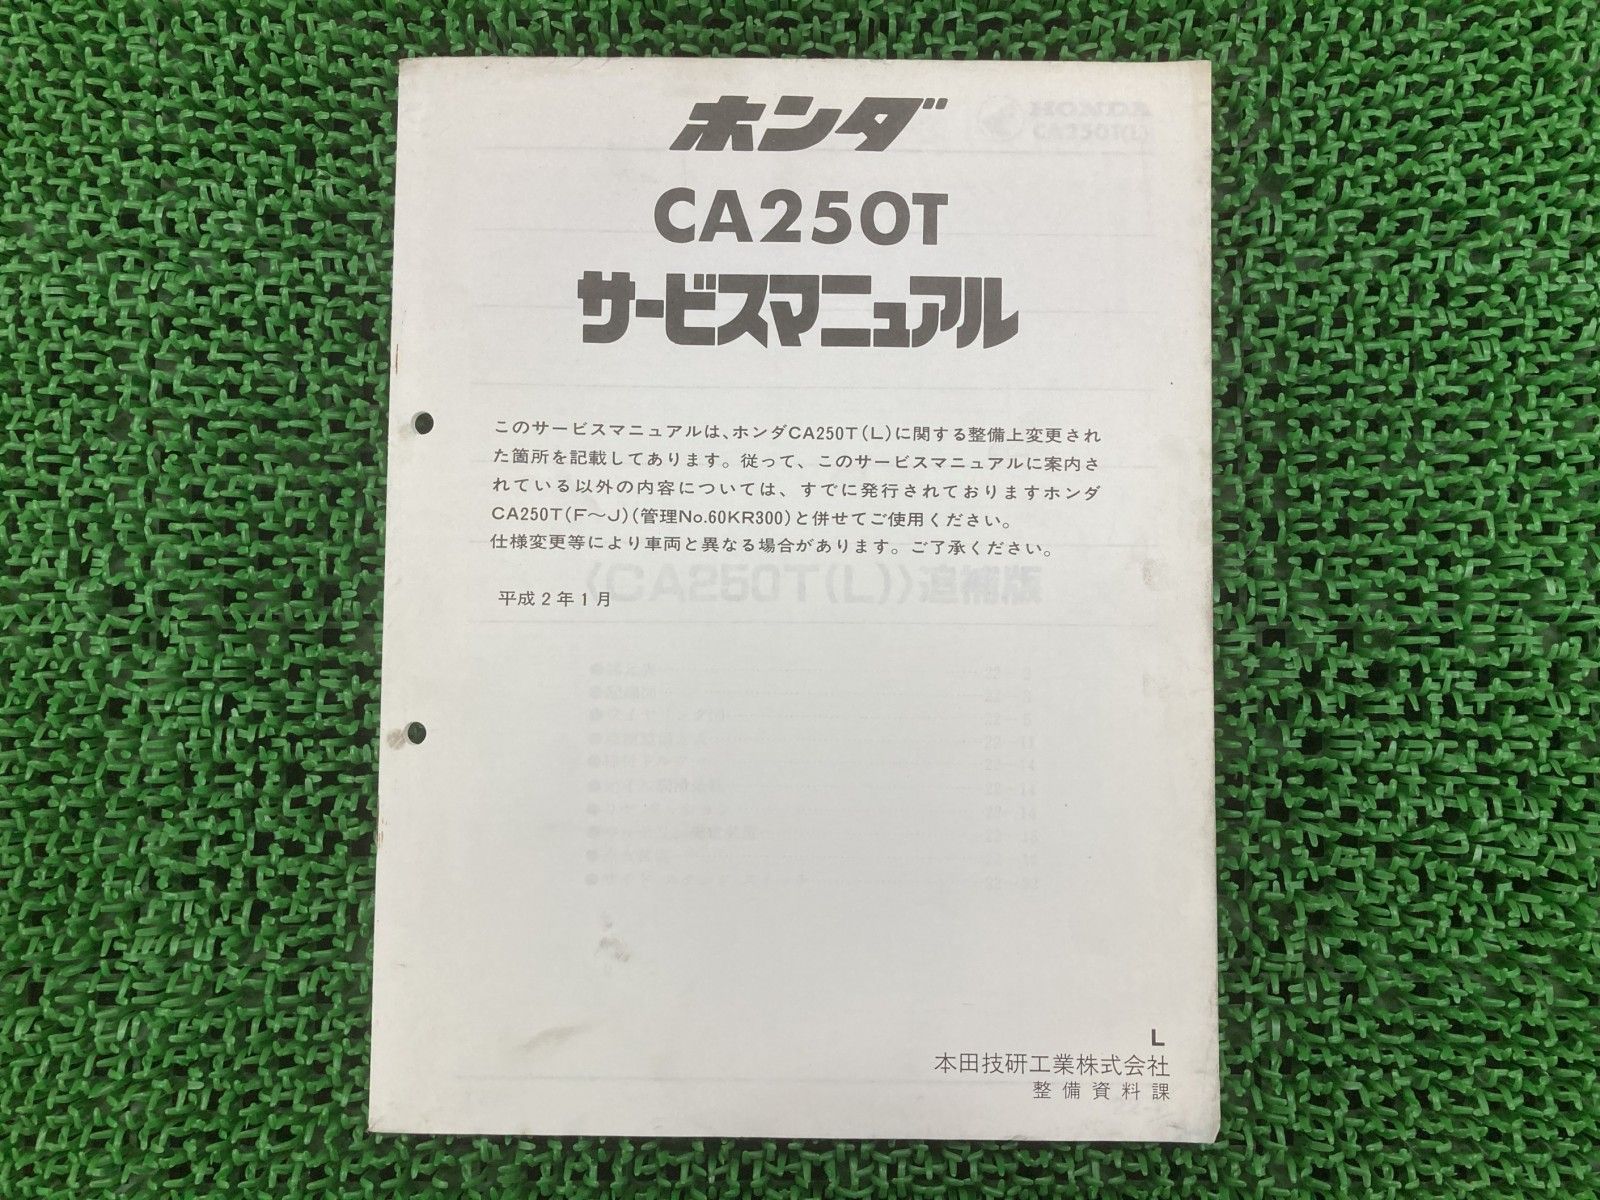 ホンダ
CA250T
サービスマニュアル
このサービスマニュアルは、ホンダCA250T(L)に関する整備上変更され
た箇所を記載してあります。従って、このサービスマニュアルに案内さ
れている以外の内容については、すでに発行されておりますホンダ
CA250T(F〜J)(管理No.60KR300)と併せてご使用ください。
仕様変更等により車両と異なる場合があります。ご了承ください。
平成2年1月
HONDA
CA250T(L)
〈CA250T(L)〉追補版
L
本田技研工業株式会社
整備資料課